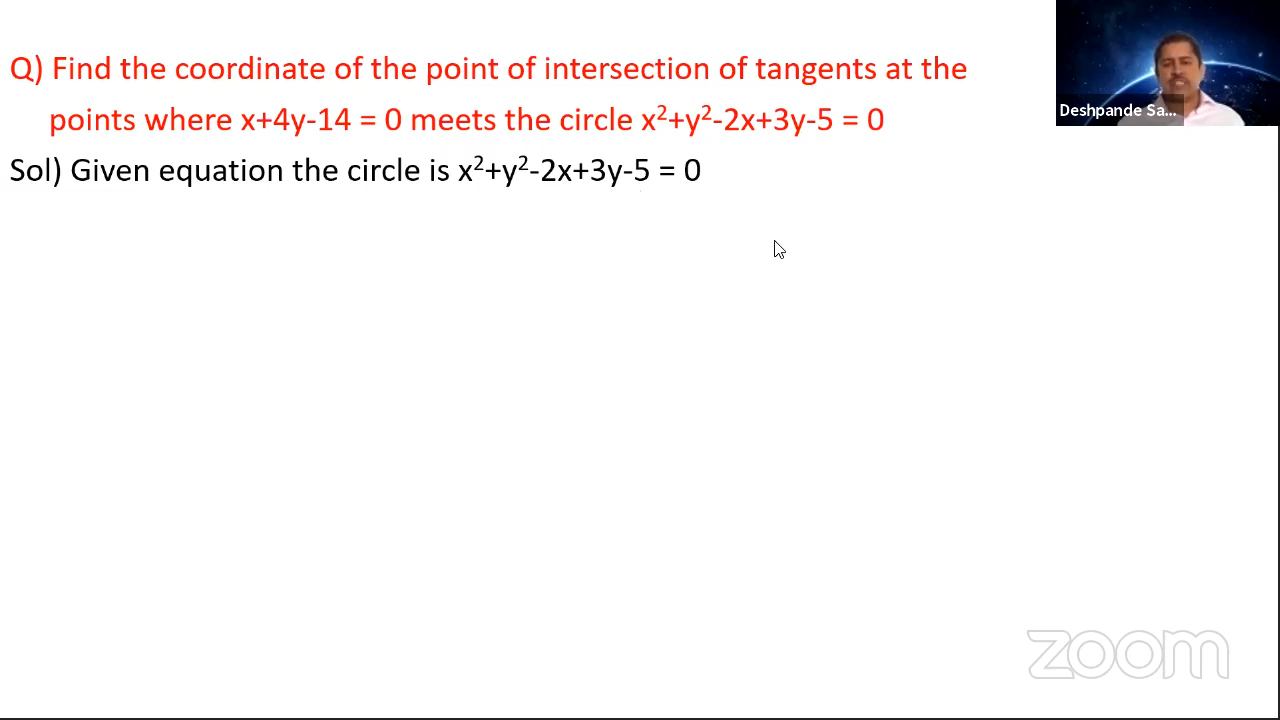 Q) Find the coordinate of the point of intersection of tangents at the
points where x+4y-14 = 0 meets the circle x²+y²-2x+3y-5 = 0
Sol) Given equation the circle is x²+y²-2x+3y-5 = 0
Deshpande Sa...
zoom